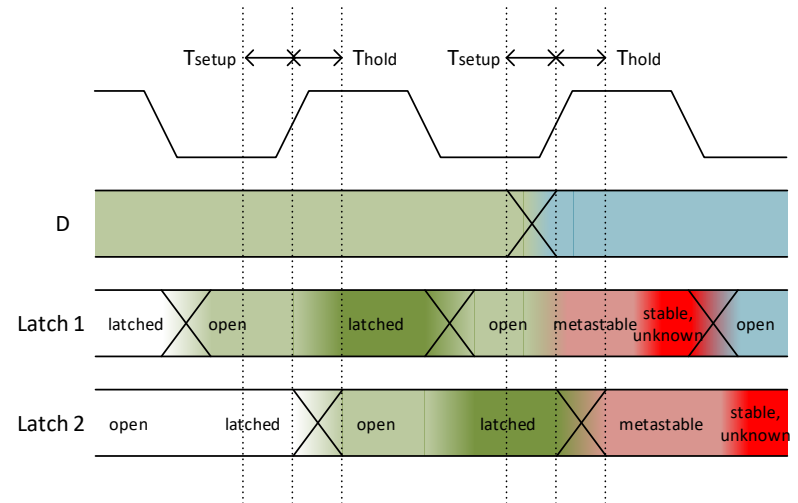 Tsetup Thold Tsetup Thold
D
Latch 1 latched open latched open metastable stable, unknown open
Latch 2 open latched open latched metastable stable, unknown